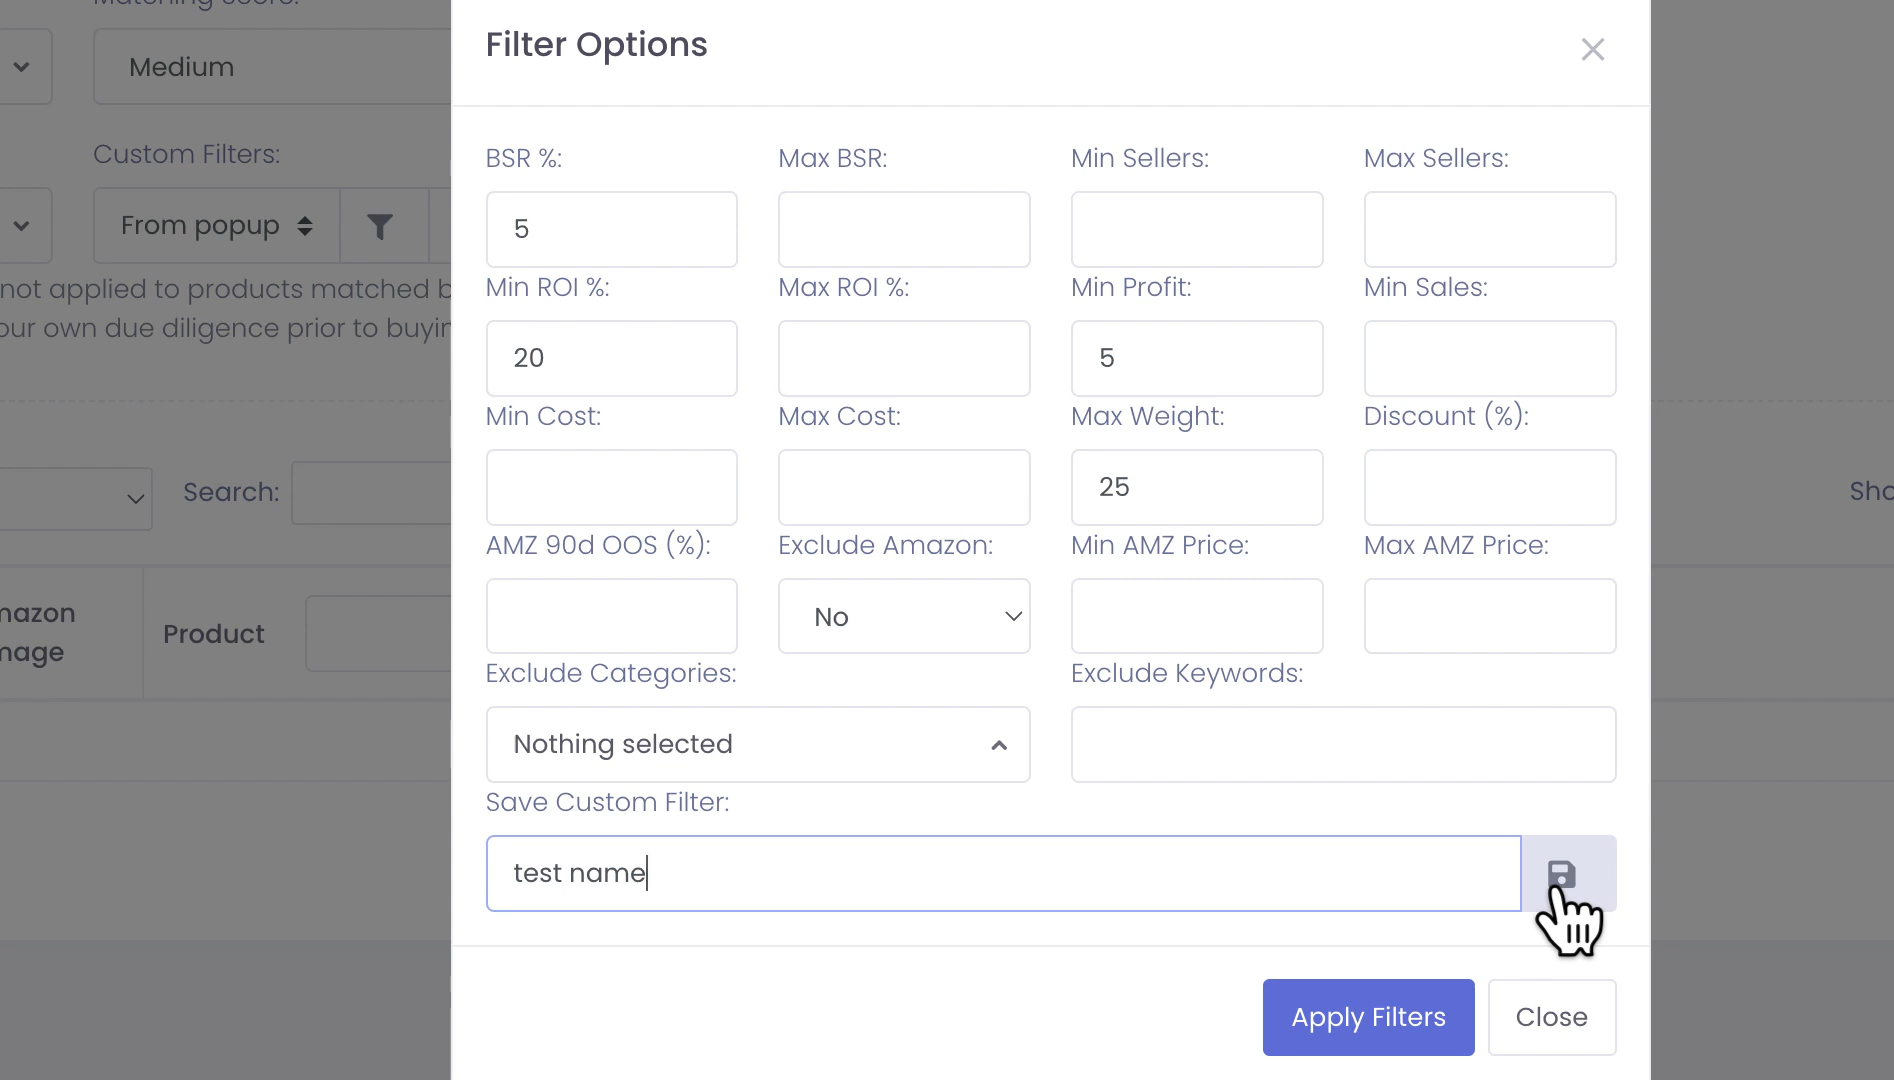 Matching Score:
Filter Options
Medium
Custom Filters:
BSR %:
Max BSR:
Min Sellers:
Max Sellers:
From popup
5
not applied to products matched b
our own due diligence prior to buyin
Min ROI %:
Max ROI %:
Min Profit:
Min Sales:
20
5
Min Cost:
Max Cost:
Max Weight:
Discount (%):
Search:
25
Sho
AMZ 90d OOS (%):
Exclude Amazon:
Min AMZ Price:
Max AMZ Price:
mazon
mage
Product
No
Exclude Categories:
Exclude Keywords:
Nothing selected
Save Custom Filter:
test name
Apply Filters
Close